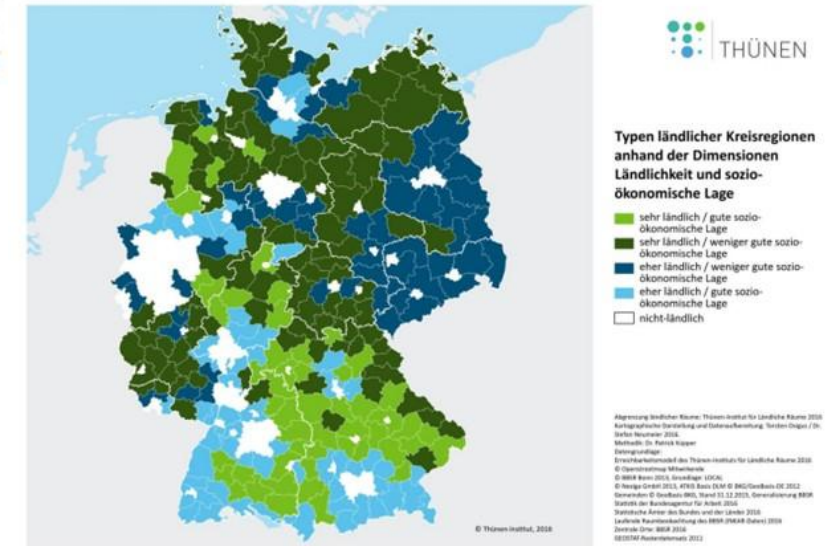 THÜNEN
Typen ländlicher Kreisregionen
anhand der Dimensionen
Ländlichkeit und sozio-
ökonomische Lage
sehr ländlich / gute sozio-
ökonomische Lage
sehr ländlich / weniger gute sozio-
ökonomische Lage
eher ländlich / weniger gute sozio-
ökonomische Lage
eher ländlich / gute sozio-
ökonomische Lage
nicht-ländlich
Abgrenzung ländlicher Räume: Thünen-Institut für Ländliche Räume 2016
Kartographische Darstellung und Datenaufbereitung: Torsten Osigus / Dr.
Stefan Neumeier 2016.
Methodik: Dr. Patrick Küpper
Datengrundlage:
Erreichbarkeitsmodell des Thünen-Instituts für Ländliche Räume 2016
© Openstreetmap Mitwirkende
© BBSR Bonn 2015, Grundlage: LOCAL
© Nexiga GmbH 2013, ATKIS Basis DLM © BKG/GeoBasis-DE 2012
Gemeinden © GeoBasis-BKG, Stand 31.12.2013, Generalisierung BBSR
Statistik der Bundesagentur für Arbeit 2016
Statistische Ämter des Bundes und der Länder 2016
Laufende Raumbeobachtung des BBSR (INKAR-Daten) 2016
Zentrale Orte: BBSR 2016
GEOSTAT-Rasterdatensatz 2011
© Thünen-Institut, 2016